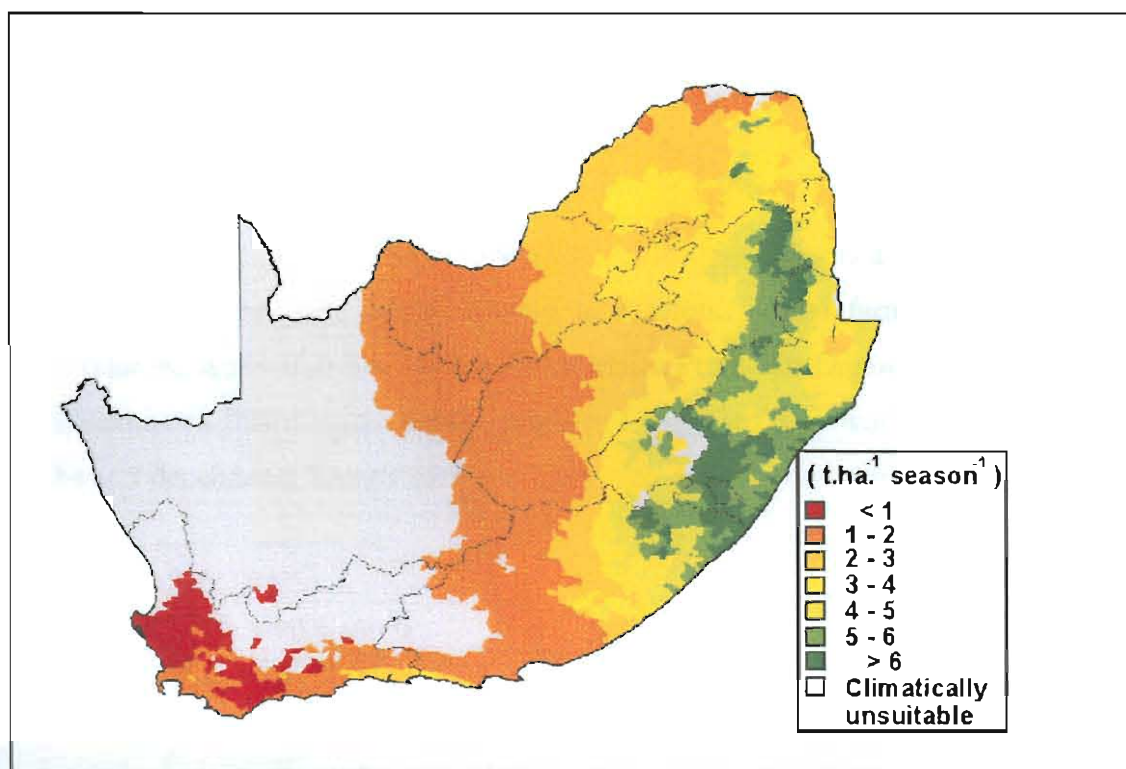 ( t.ha.⁻¹ season⁻¹ )
< 1
1 - 2
2 - 3
3 - 4
4 - 5
5 - 6
> 6
Climatically
unsuitable